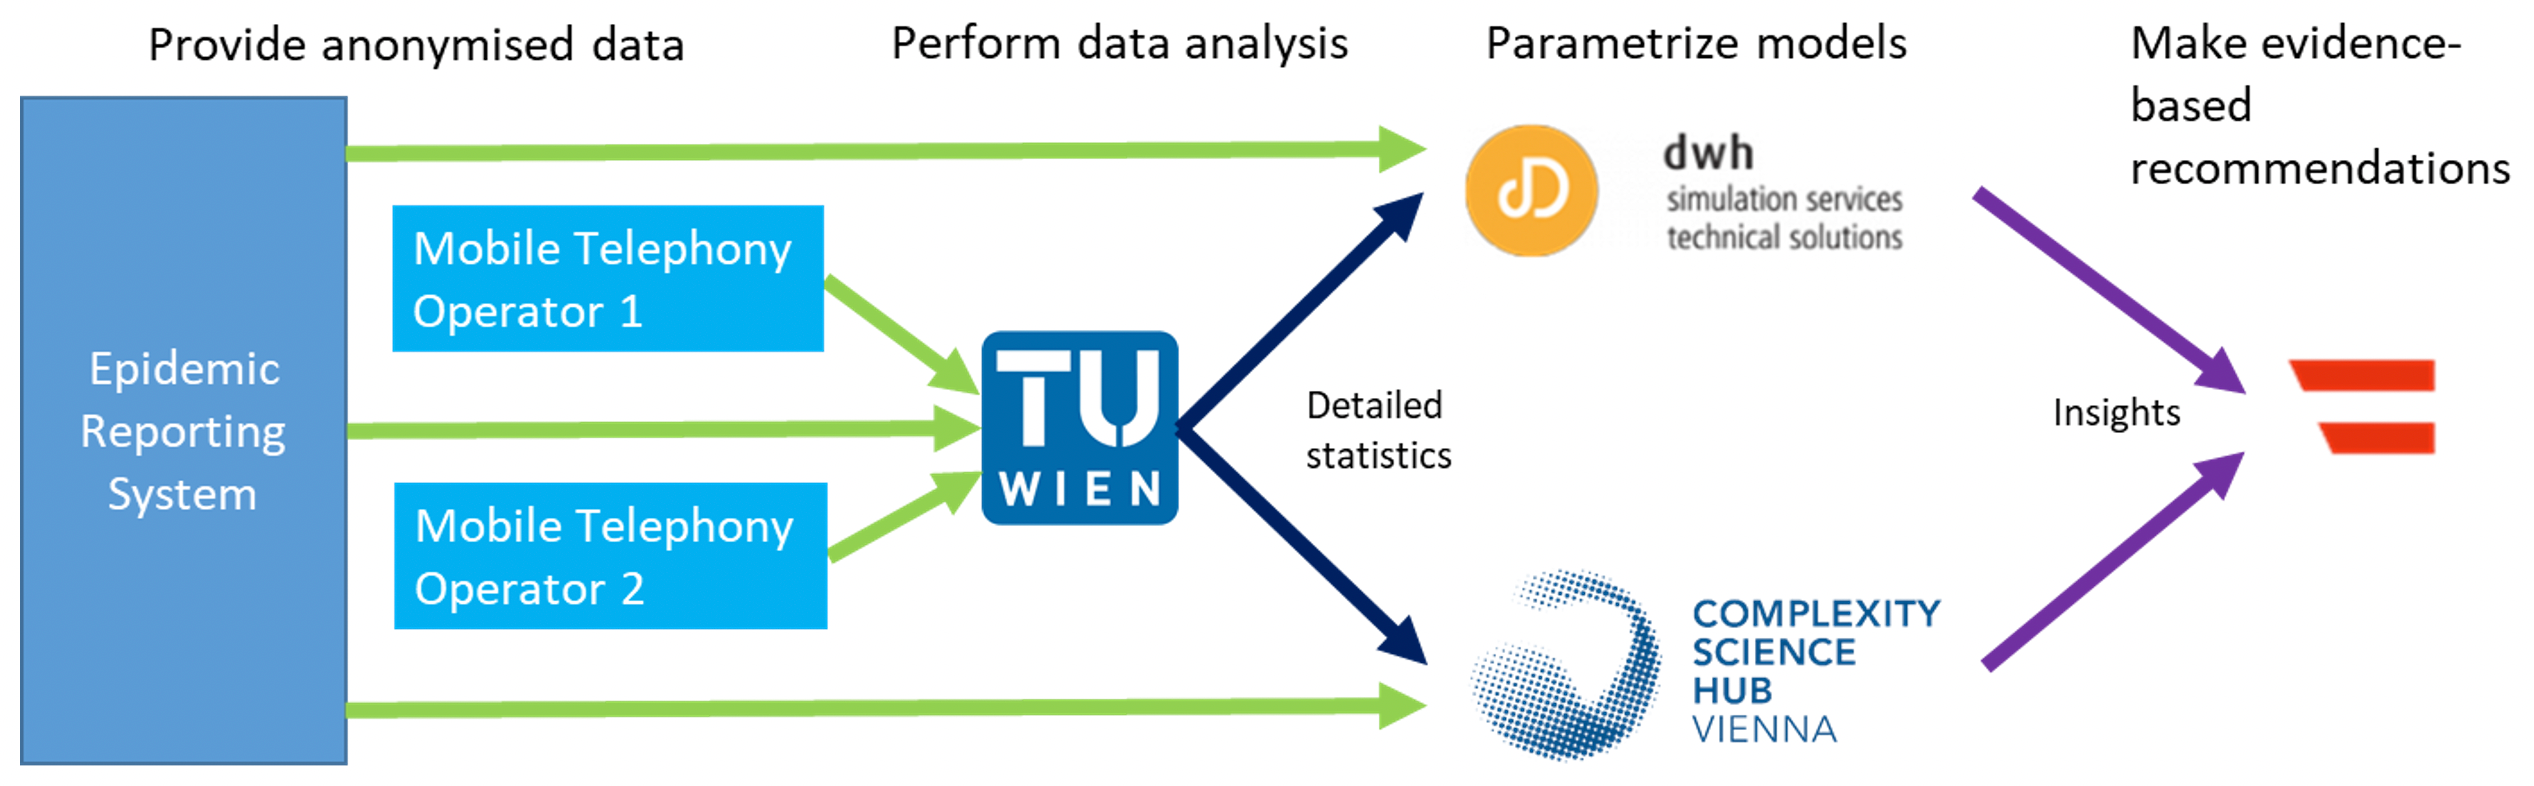 Provide anonymised data
Perform data analysis
Parametrize models
Make evidence-
based
recommendations
Epidemic
Reporting
System
Mobile Telephony
Operator 1
Mobile Telephony
Operator 2
TU
WIEN
Detailed
statistics
dwh
simulation services
technical solutions
COMPLEXITY
SCIENCE
HUB
VIENNA
Insights